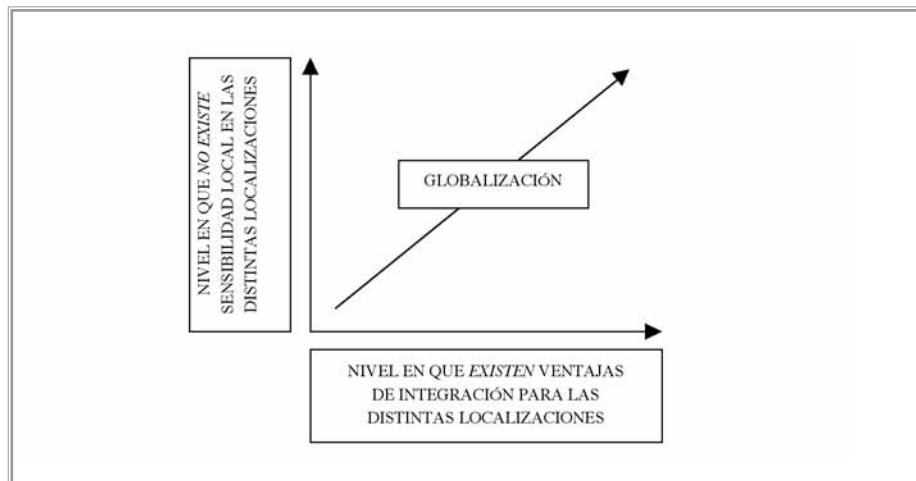 NIVEL EN QUE NO EXISTE
SENSIBILIDAD LOCAL EN LAS
DISTINTAS LOCALIZACIONES
GLOBALIZACIÓN
NIVEL EN QUE EXISTEN VENTAJAS
DE INTEGRACIÓN PARA LAS
DISTINTAS LOCALIZACIONES